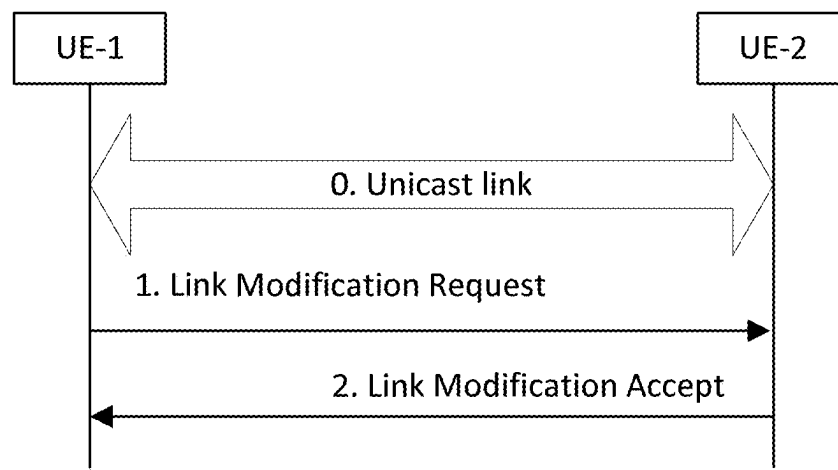 UE-1
UE-2
0. Unicast link
1. Link Modification Request
2. Link Modification Accept